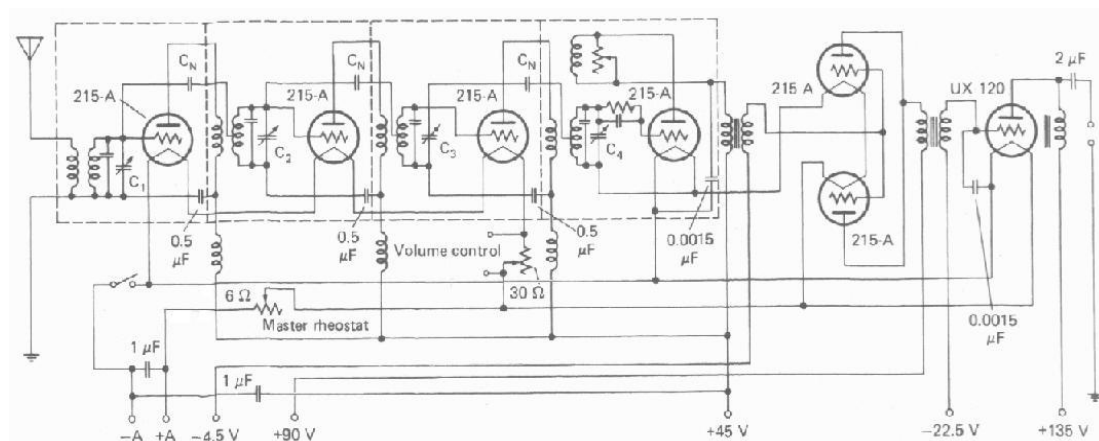 C_N
215-A
C_N
215-A
C_N
215-A
215-A
215 A
UX 120
2 μF
C_1
C_2
C_3
C_4
215-A
0.5
μF
0.5
μF
Volume control
0.5
μF
0.0015
μF
6 Ω
Master rheostat
30 Ω
0.0015
μF
1 μF
1 μF
−A
+A
−4.5 V
+90 V
+45 V
−22.5 V
+135 V